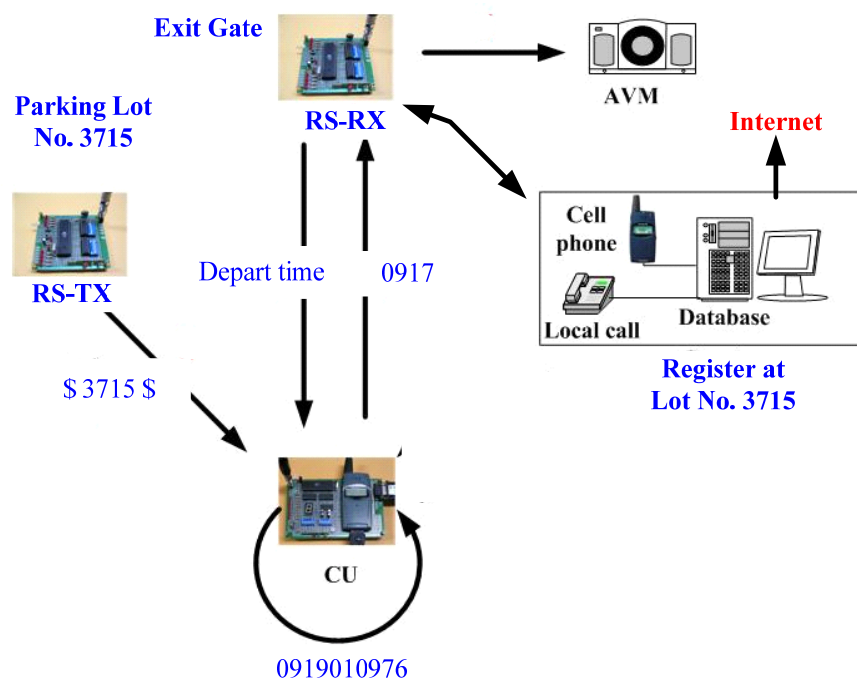 Exit Gate
Parking Lot
No. 3715
RS-RX
AVM
Internet
RS-TX
Depart time
0917
Cell
phone
Local call
Database
Register at
Lot No. 3715
$ 3715 $
CU
0919010976